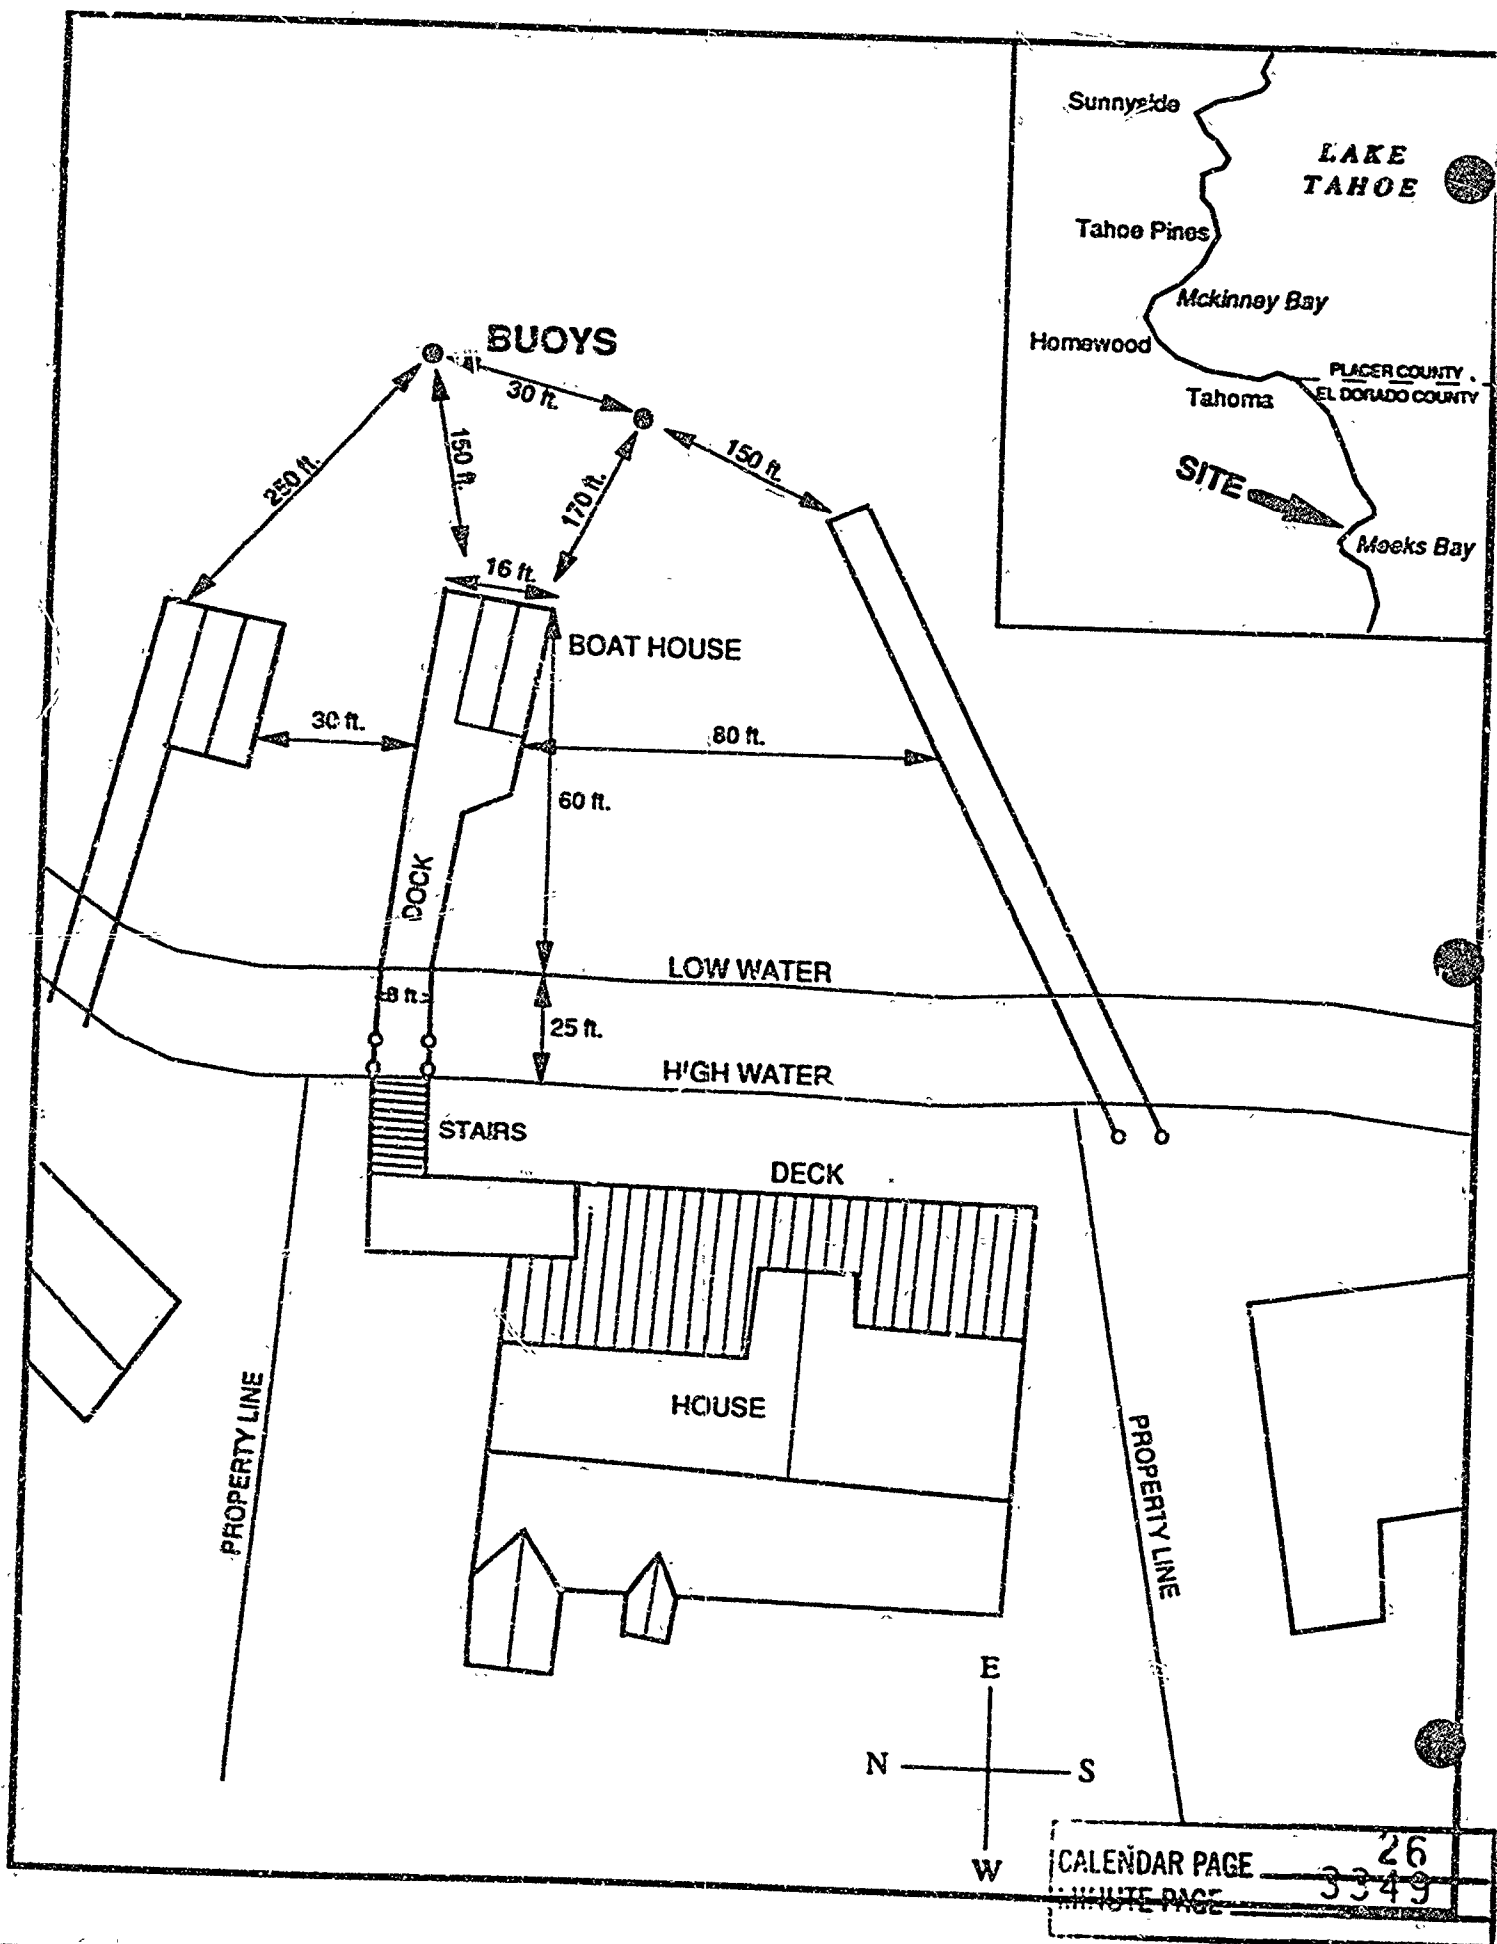 Sunnyside
LAKE
TAHOE
Tahoe Pines
Mckinney Bay
Homewood
PLACER COUNTY
EL DORADO COUNTY
Tahoma
SITE
Meeks Bay
BUOYS
30 ft.
250 ft.
150 ft.
170 ft.
150 ft.
16 ft.
BOAT HOUSE
30 ft.
80 ft.
60 ft.
DOCK
LOW WATER
8 ft.
25 ft.
HIGH WATER
STAIRS
DECK
HOUSE
PROPERTY LINE
PROPERTY LINE
E
N
S
W
CALENDAR PAGE 26
MINUTE PAGE 3349